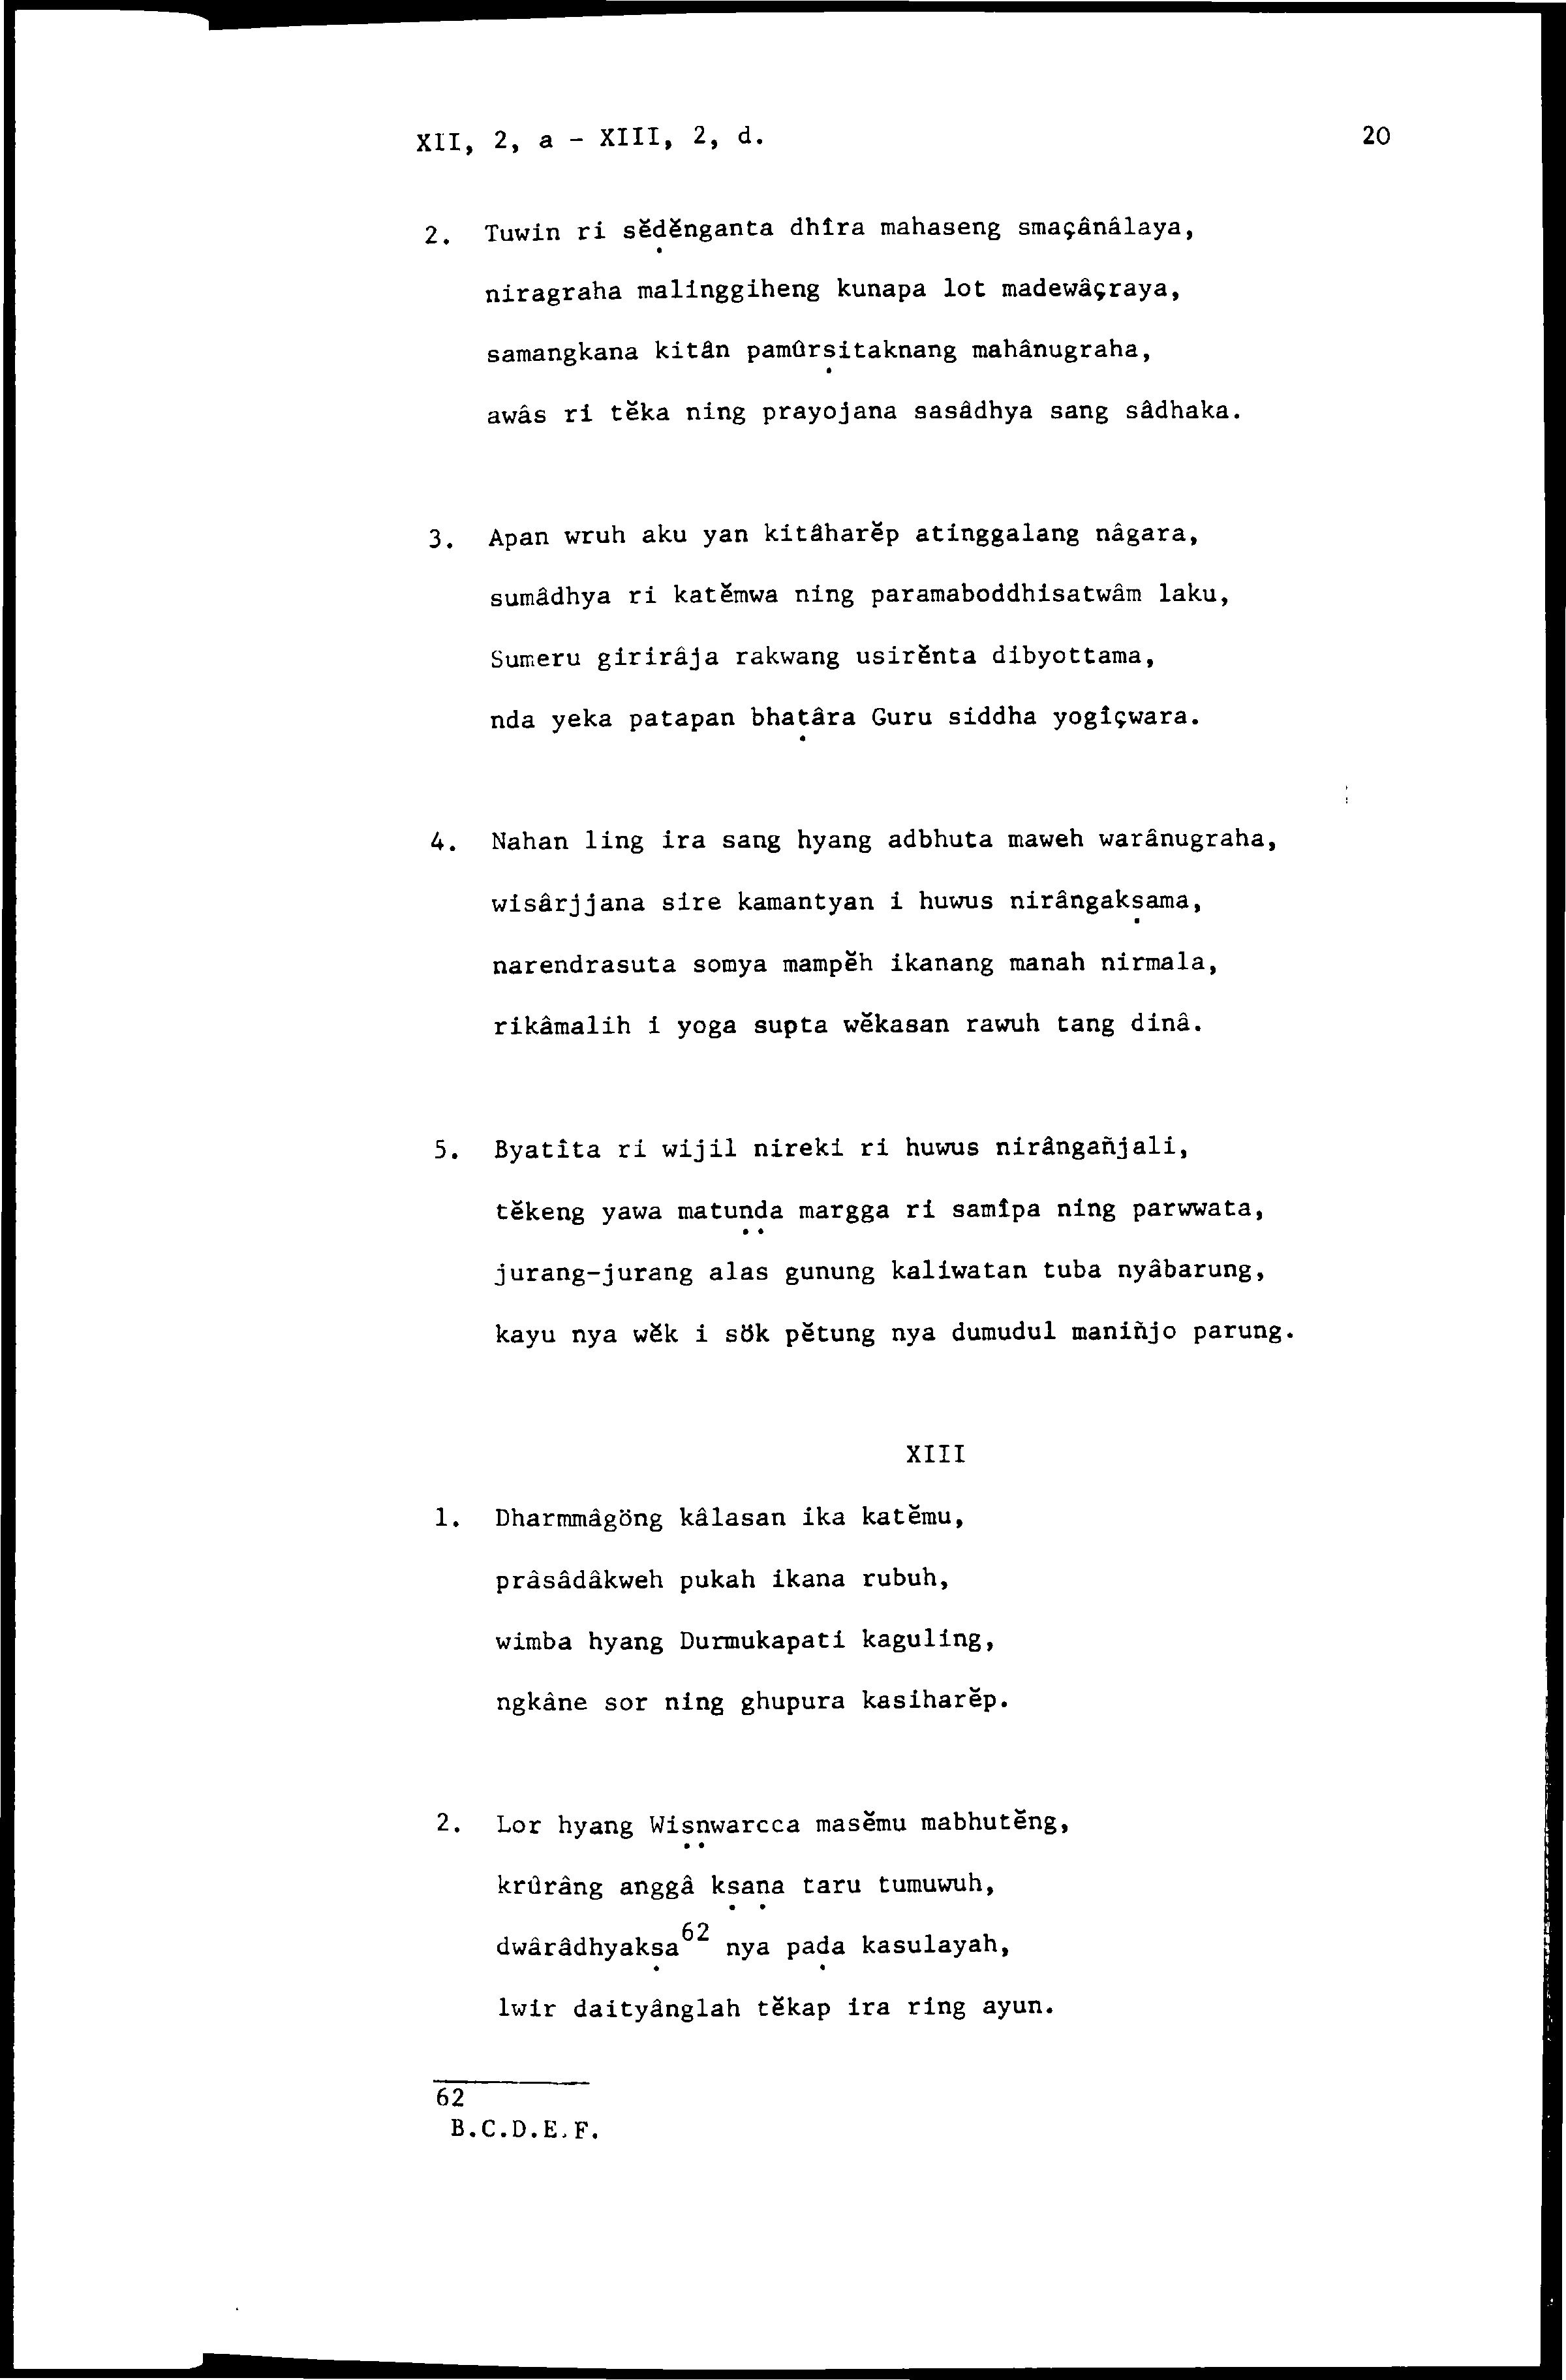 XII, 2, a - XIII, 2, d.
20
2. Tuwin ri sĕḍĕnganta dhîra mahaseng smaçânâlaya,
niragraha malinggiheng kunapa lot madewâçraya,
samangkana kitân pamûrṣitaknang mahânugraha,
awâs ri tĕka ning prayojana sasâdhya sang sâdhaka.
3. Apan wruh aku yan kitâharĕp atinggalang nâgara,
sumâdhya ri katĕmwa ning paramaboddhisatwâm laku,
Sumeru girirâja rakwang usirĕnta dibyottama,
nda yeka patapan bhaṭâra Guru siddha yogîçwara.
4. Nahan ling ira sang hyang adbhuta maweh warânugraha,
wisârjjana sire kamantyan i huwus nirângakṣama,
narendrasuta somya mampĕh ikanang manah nirmala,
rikâmalih i yoga supta wĕkasan rawuh tang dinâ.
5. Byatîta ri wijil nireki ri huwus nirângañjali,
tĕkeng yawa matuṇḍa margga ri samîpa ning parwwata,
jurang-jurang alas gunung kaliwatan tuba nyâbarung,
kayu nya wĕk i sök pĕtung nya dumudul maniñjo parung.
XIII
1. Dharmmâgöng kâlasan ika katĕmu,
prâsâdâkweh pukah ikana rubuh,
wimba hyang Durmukapati kaguling,
ngkâne sor ning ghupura kasiharĕp.
2. Lor hyang Wiṣṇwarcca masĕmu mabhutĕng,
krûrâng anggâ kṣaṇa taru tumuwuh,
dwârâdhyakṣa62 nya paḍa kasulayah,
lwir daityânglah tĕkap ira ring ayun.
62
B.C.D.E.F.